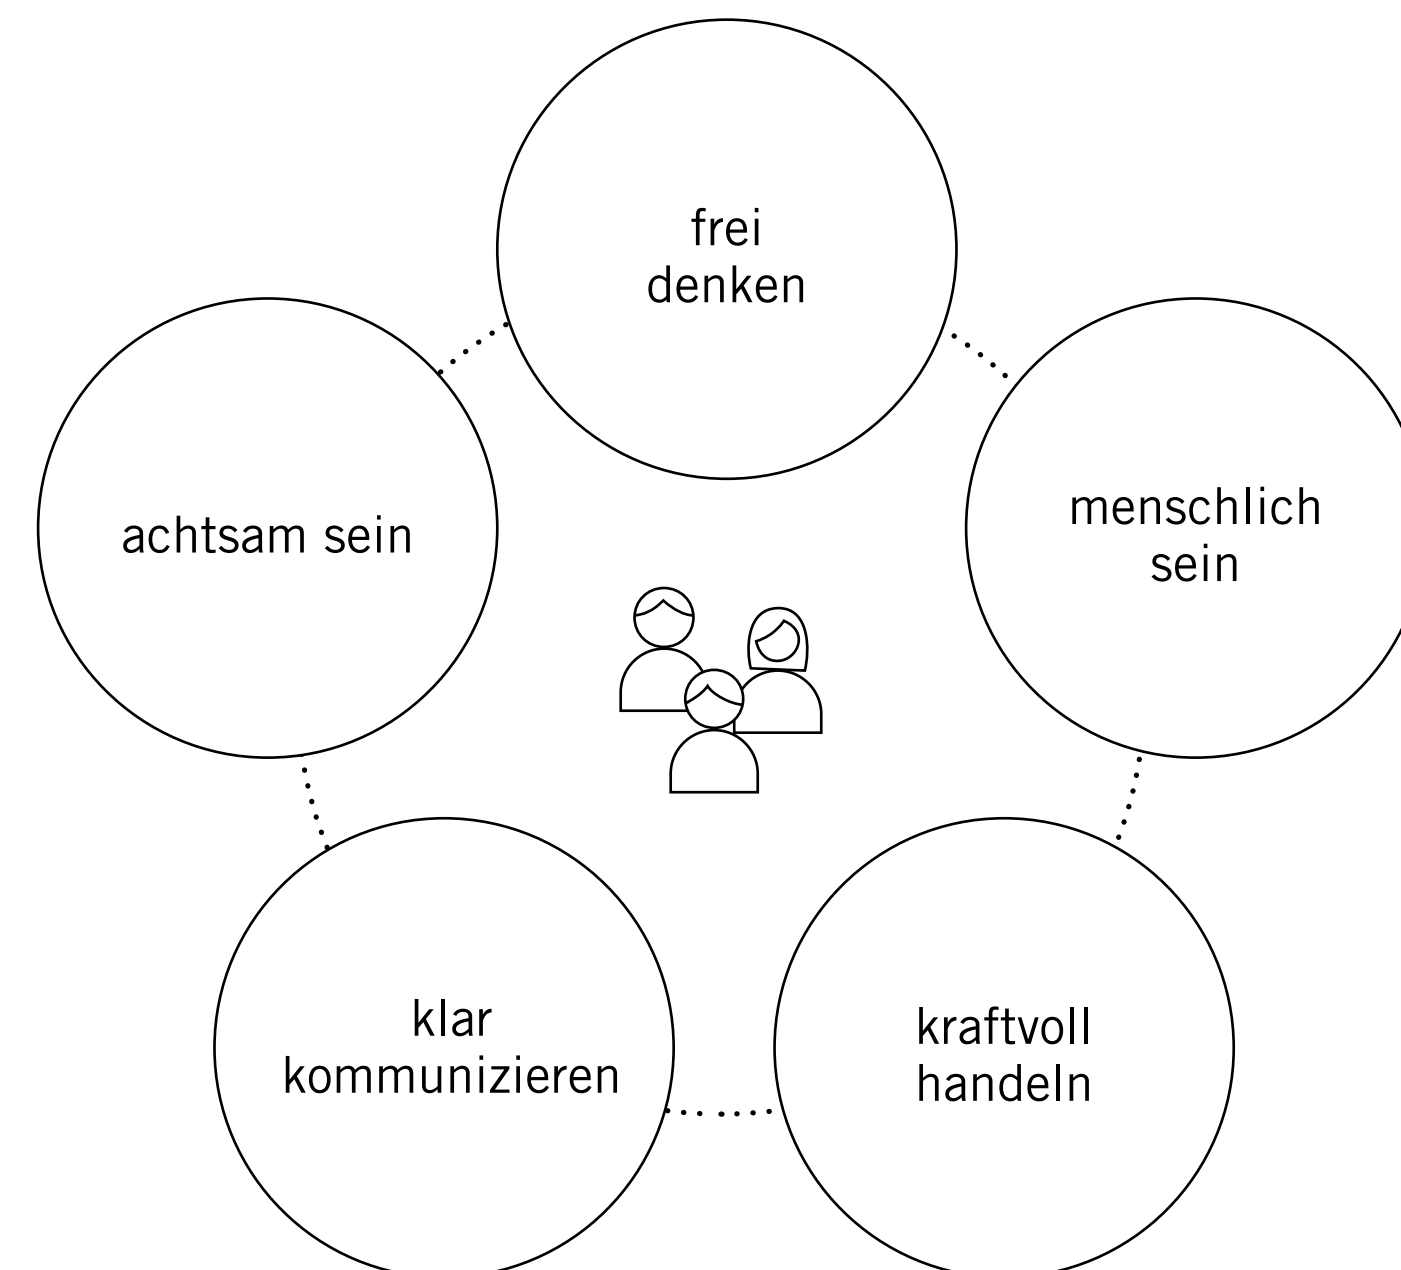 frei
denken
achtsam sein
menschlich
sein
klar
kommunizieren
kraftvoll
handeln